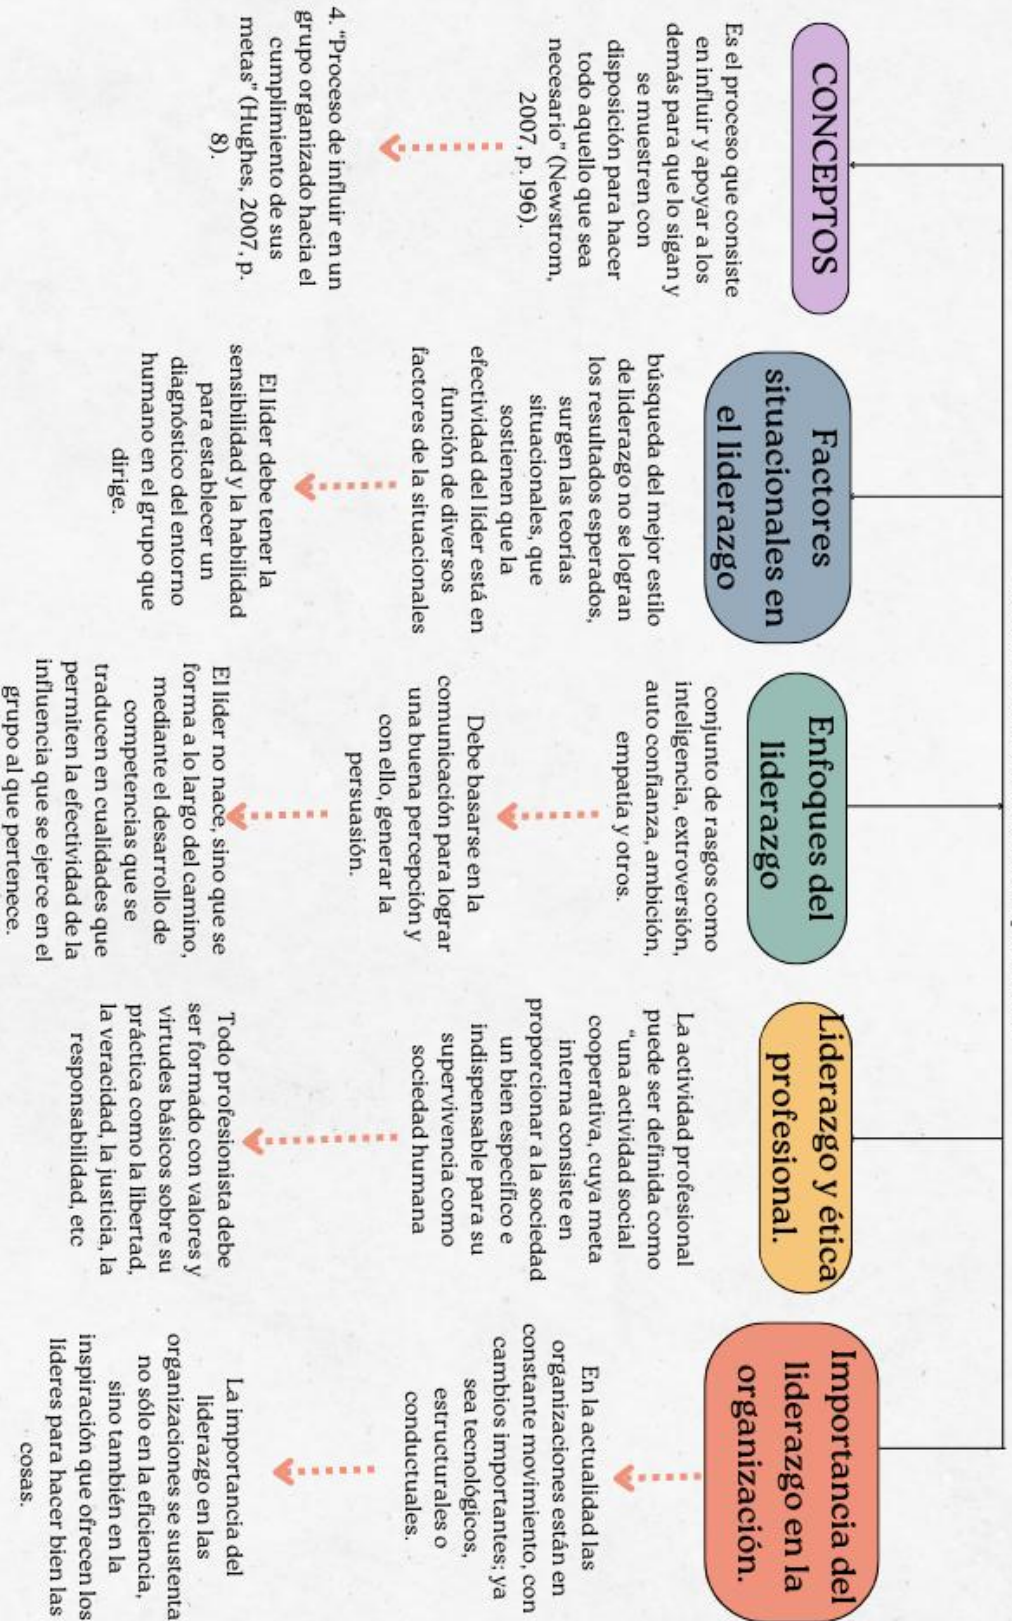 CONCEPTOS
Es el proceso que consiste
en influir y apoyar a los
demás para que lo sigan y
se muestren con
disposición para hacer
todo aquello que sea
necesario" (Newstrom,
2007, p. 196).
4. "Proceso de influir en un
grupo organizado hacia el
cumplimiento de sus
metas" (Hughes, 2007, p.
8).
Factores
situacionales en
el liderazgo
búsqueda del mejor estilo
de liderazgo no se logran
los resultados esperados,
surgen las teorías
situacionales, que
sostienen que la
efectividad del líder está en
función de diversos
factores de la situacionales
El líder debe tener la
sensibilidad y la habilidad
para establecer un
diagnóstico del entorno
humano en el grupo que
dirige.
Enfoques del
liderazgo
conjunto de rasgos como
inteligencia, extroversión,
auto confianza, ambición,
empatía y otros.
Debe basarse en la
comunicación para lograr
una buena percepción y
con ello, generar la
persuasión.
El líder no nace, sino que se
forma a lo largo del camino,
mediante el desarrollo de
competencias que se
traducen en cualidades que
permiten la efectividad de la
influencia que se ejerce en el
grupo al que pertenece.
Liderazgo y ética
profesional.
La actividad profesional
puede ser definida como
"una actividad social
cooperativa, cuya meta
interna consiste en
proporcionar a la sociedad
un bien específico e
indispensable para su
supervivencia como
sociedad humana
Todo profesionista debe
ser formado con valores y
virtudes básicos sobre su
práctica como la libertad,
la veracidad, la justicia, la
responsabilidad, etc
Importancia del
liderazgo en la
organización.
En la actualidad las
organizaciones están en
constante movimiento, con
cambios importantes; ya
sea tecnológicos,
estructurales o
conductuales.
La importancia del
liderazgo en las
organizaciones se sustenta
no sólo en la eficiencia,
sino también en la
inspiración que ofrecen los
líderes para hacer bien las
cosas.